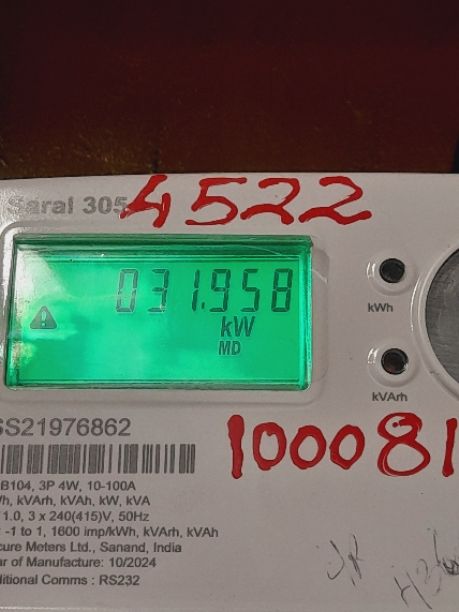 Saral 305
4522
031.958
kW
MD
kWh
kVArh
SS21976862
100081
B104, 3P 4W, 10-100A
h, kVArh, kVAh, kW, kVA
1.0, 3 x 240(415)V, 50Hz
-1 to 1, 1600 imp/kWh, kVArh, kVAh
cure Meters Ltd., Sanand, India
ar of Manufacture: 10/2024
ditional Comms : RS232